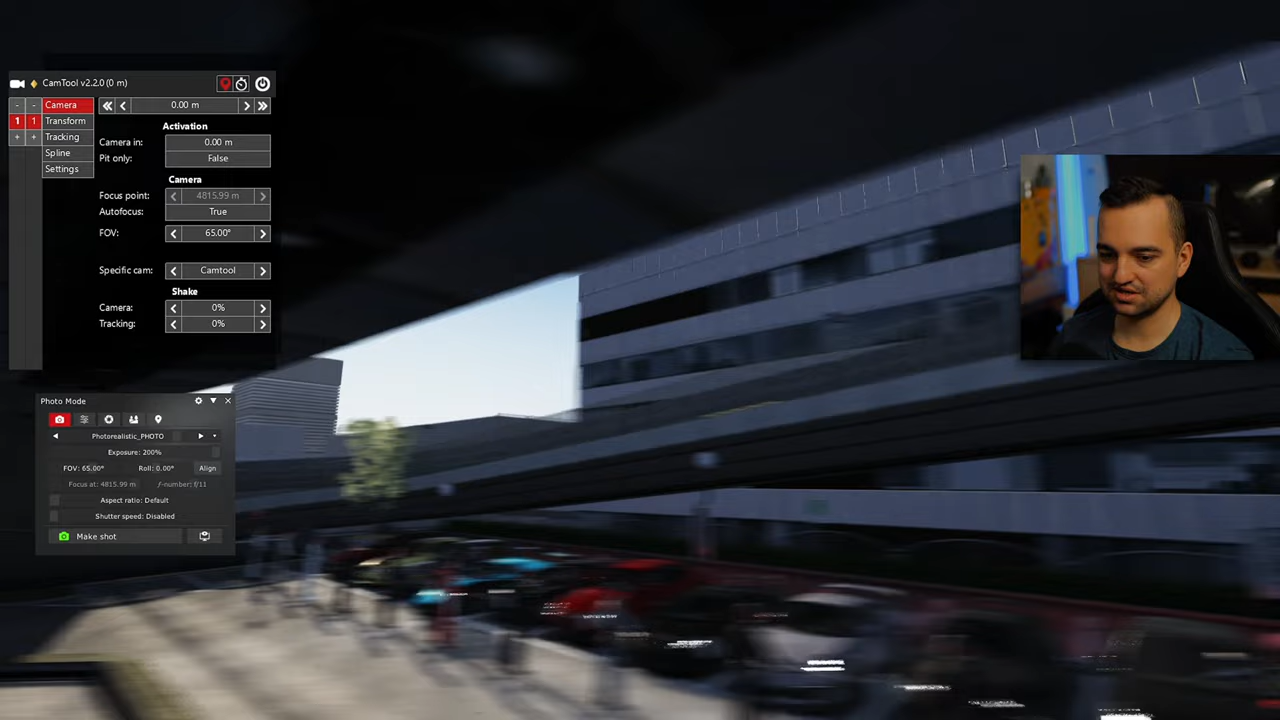 CamTool v2.2.0 (0 m)
- - Camera 0.00 m
1 1 Transform
+ + Tracking
Spline
Settings
Activation
Camera in: 0.00 m
Pit only: False
Camera
Focus point: 4815.99 m
Autofocus: True
FOV: 65.00°
Specific cam: Camtool
Shake
Camera: 0%
Tracking: 0%
Photo Mode
Photorealistic_PHOTO
Exposure: 200%
FOV: 65.00° Roll: 0.00° Align
Focus at: 4815.99 m f-number: f/11
Aspect ratio: Default
Shutter speed: Disabled
Make shot